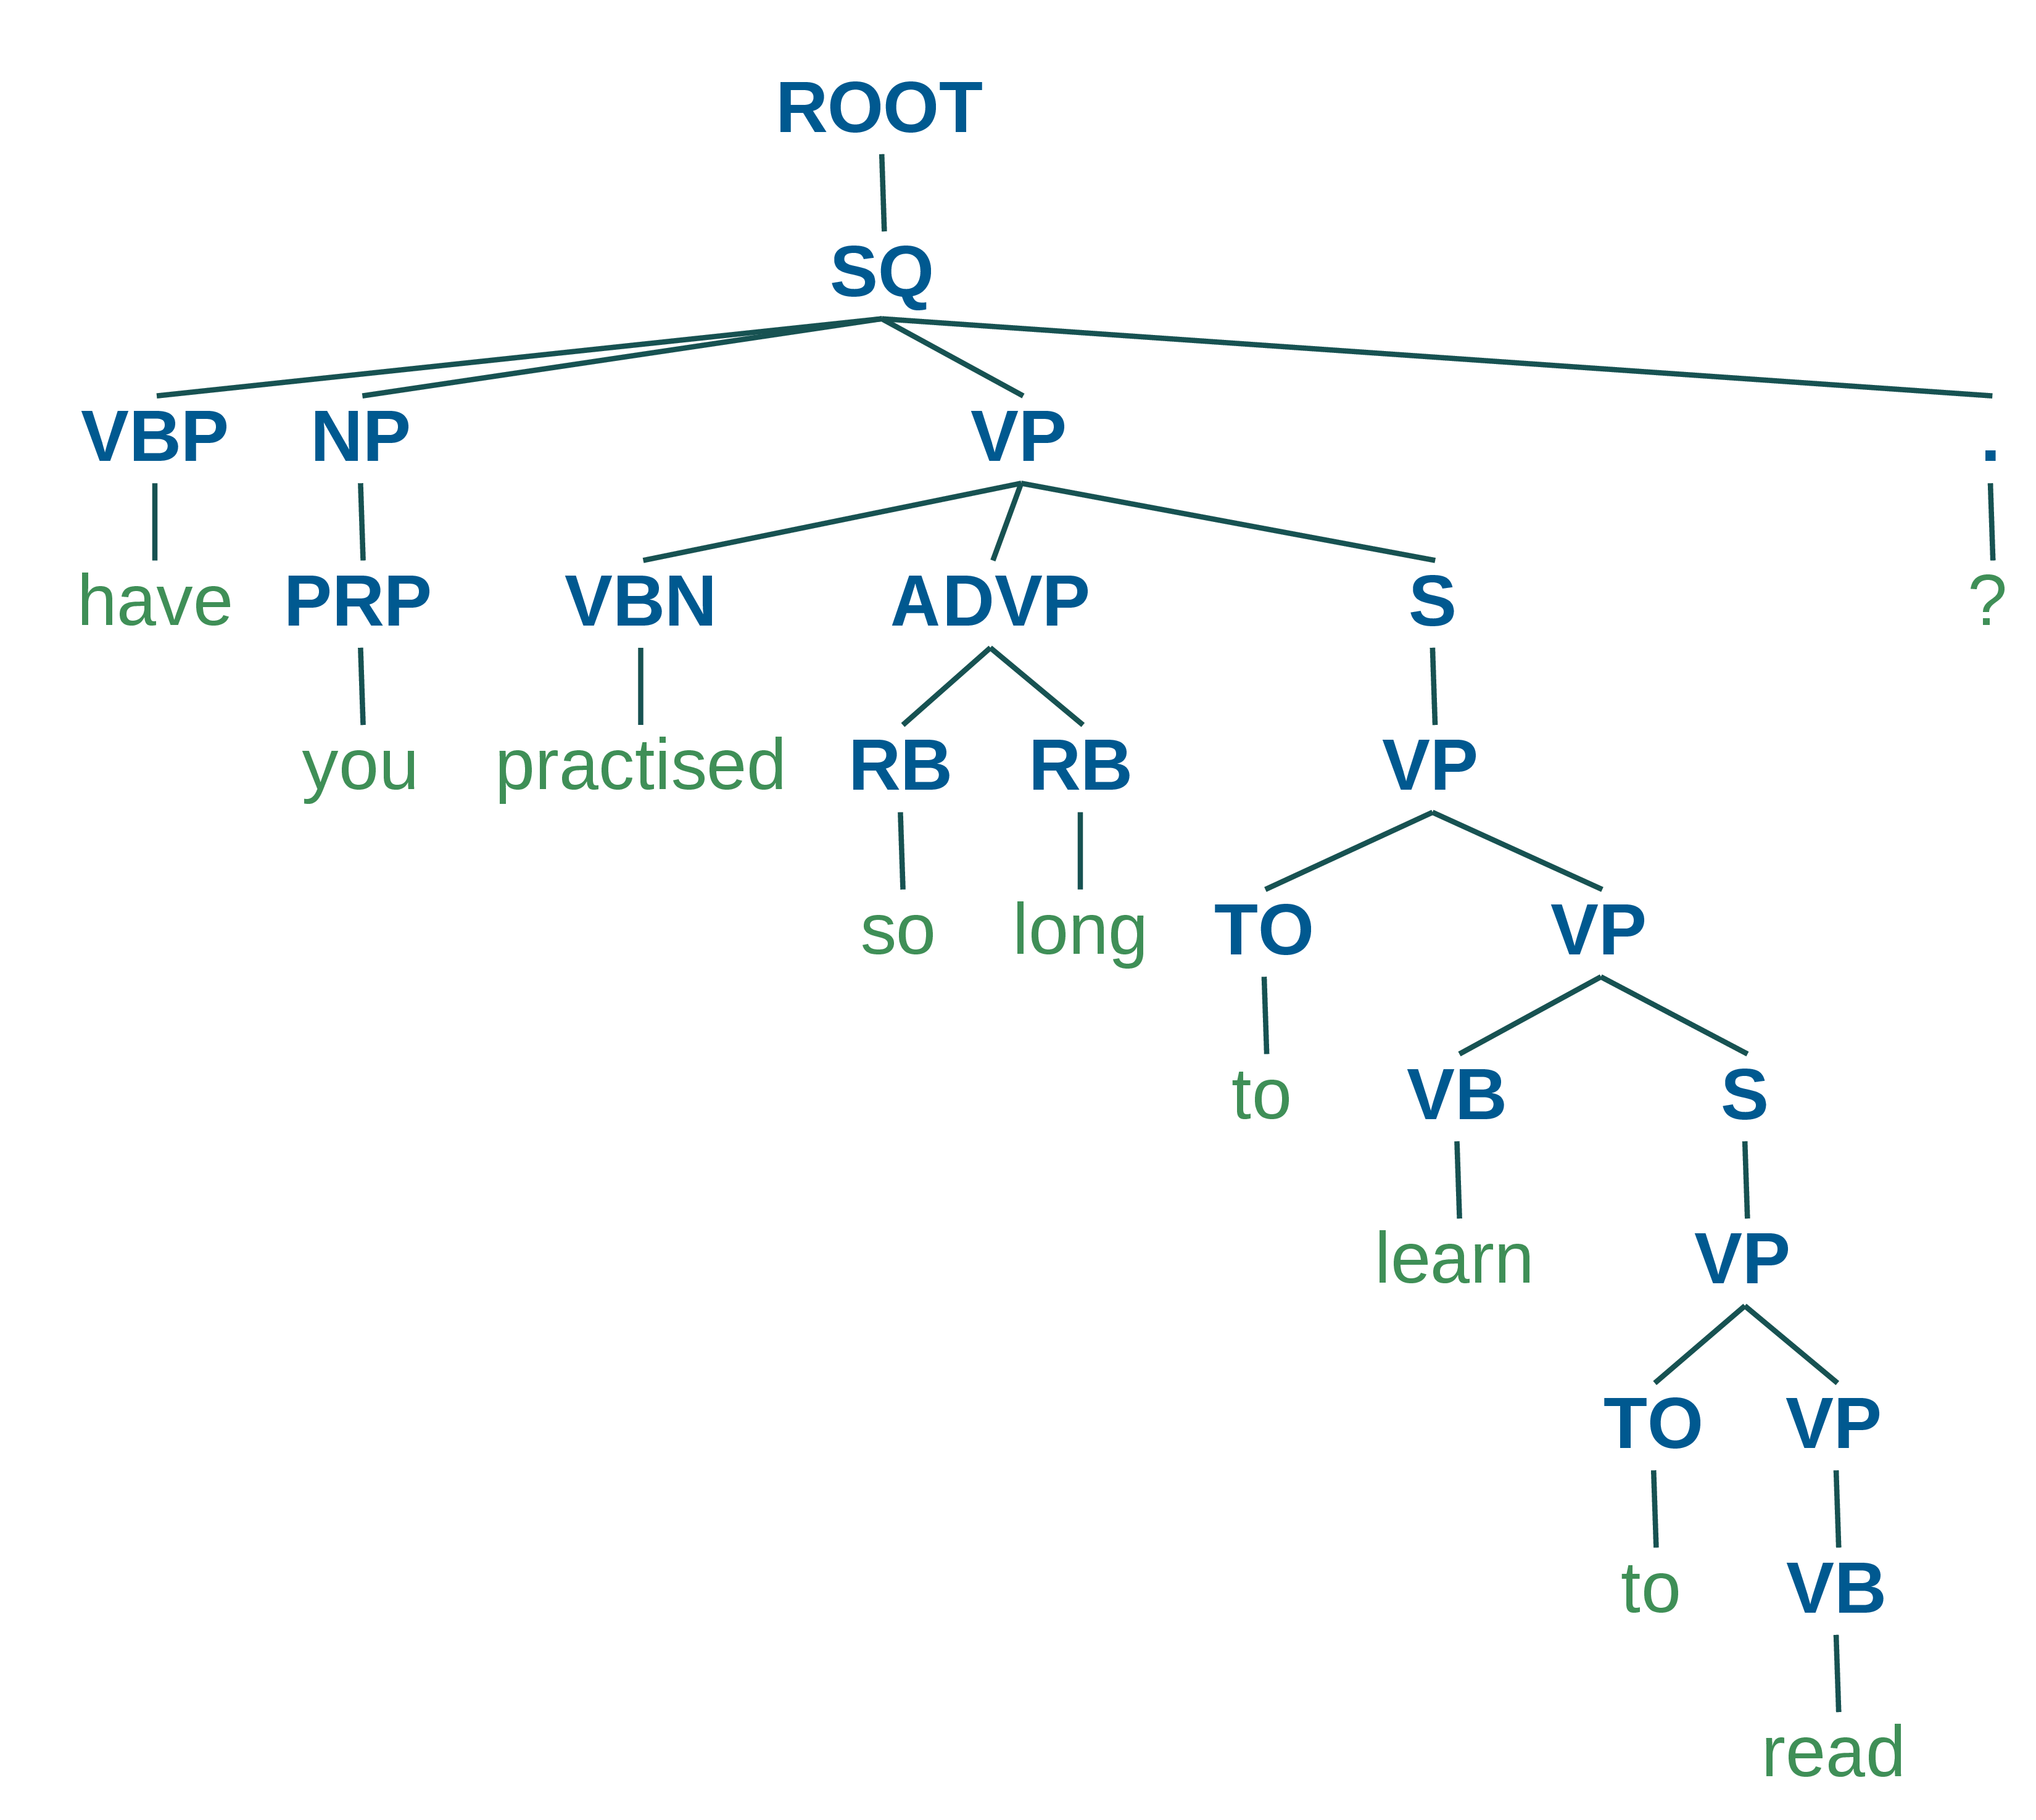 ROOT
SQ
VBP NP VP .
have PRP VBN ADVP S ?
you practised RB RB VP
so long TO VP
to VB S
learn VP
TO VP
to VB
read